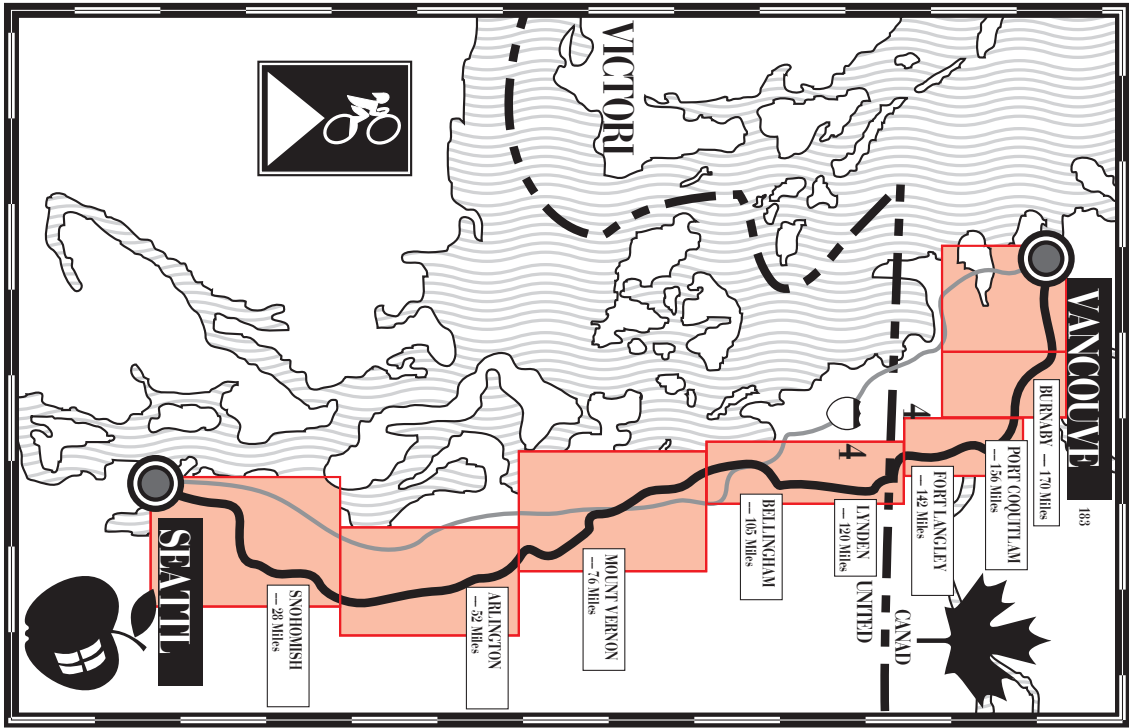 VANCOUVE
183
BURNABY — 170 Miles
PORT COQUITLAM
— 156 Miles
FORT LANGLEY
— 142 Miles
4
CANAD
UNITED
LYNDEN
— 120 Miles
4
BELLINGHAM
— 105 Miles
VICTORI
MOUNT VERNON
— 76 Miles
ARLINGTON
— 52 Miles
SNOHOMISH
— 28 Miles
SEATTL